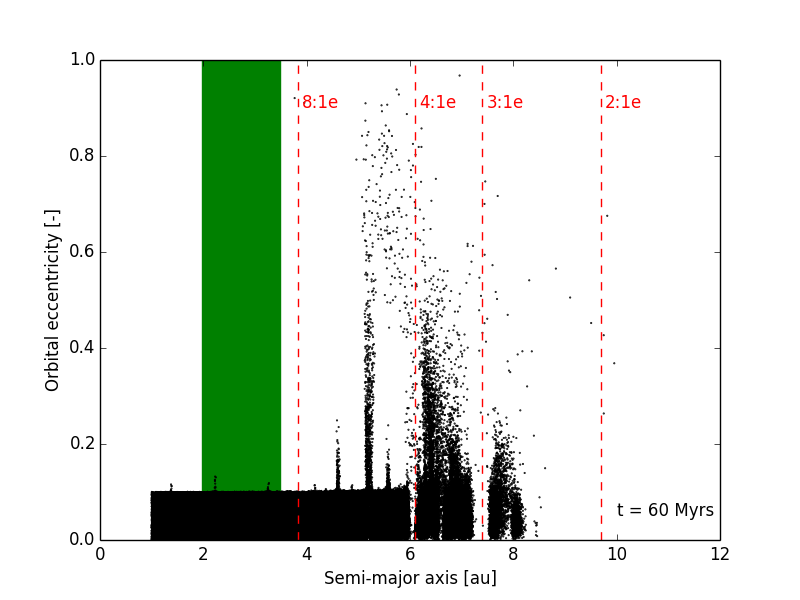 1.0
0.8
0.6
0.4
0.2
0.0
Orbital eccentricity [-]
8:1e
4:1e
3:1e
2:1e
t = 60 Myrs
0 2 4 6 8 10 12
Semi-major axis [au]